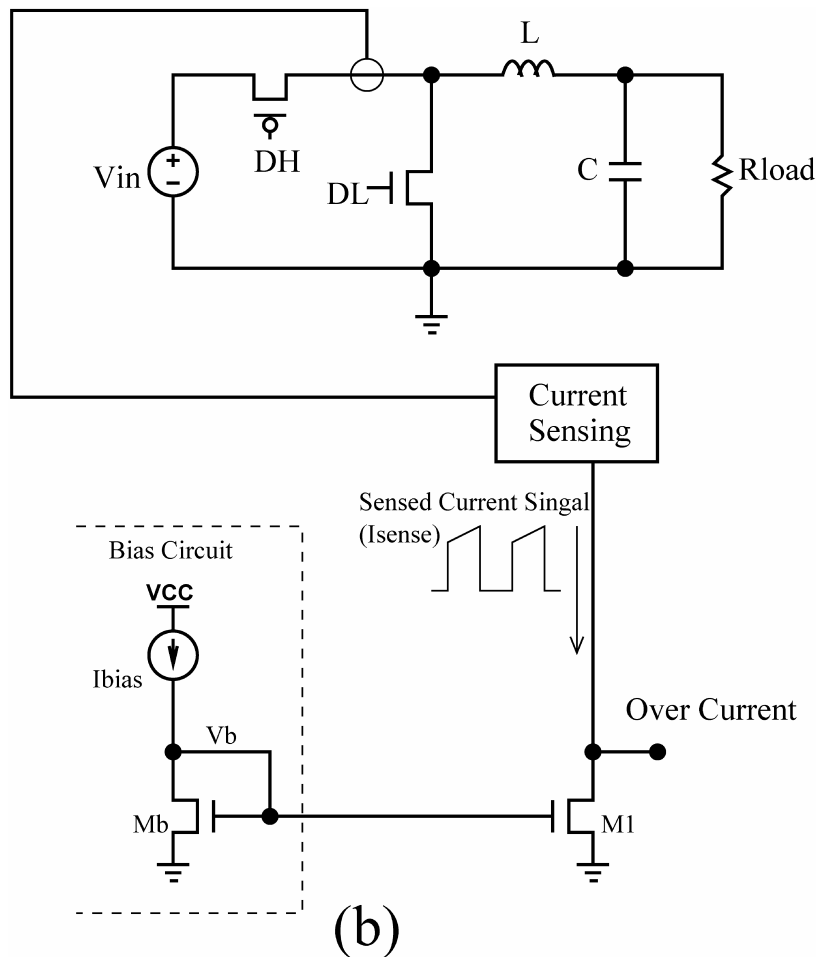 L
Vin
+
−
DH
DL
C
Rload
Current
Sensing
Sensed Current Singal
(Isense)
Bias Circuit
VCC
Ibias
Vb
Over Current
Mb
M1
(b)